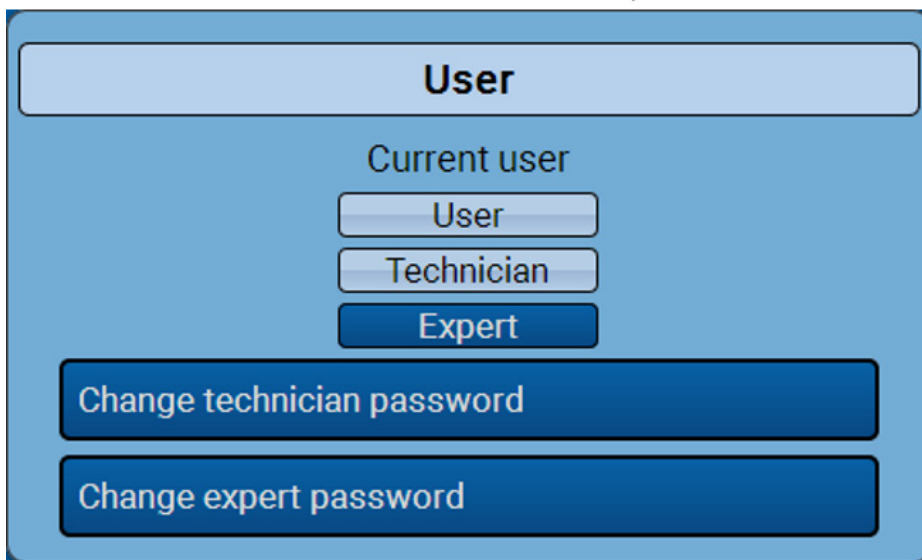 User
Current user
User
Technician
Expert
Change technician password
Change expert password